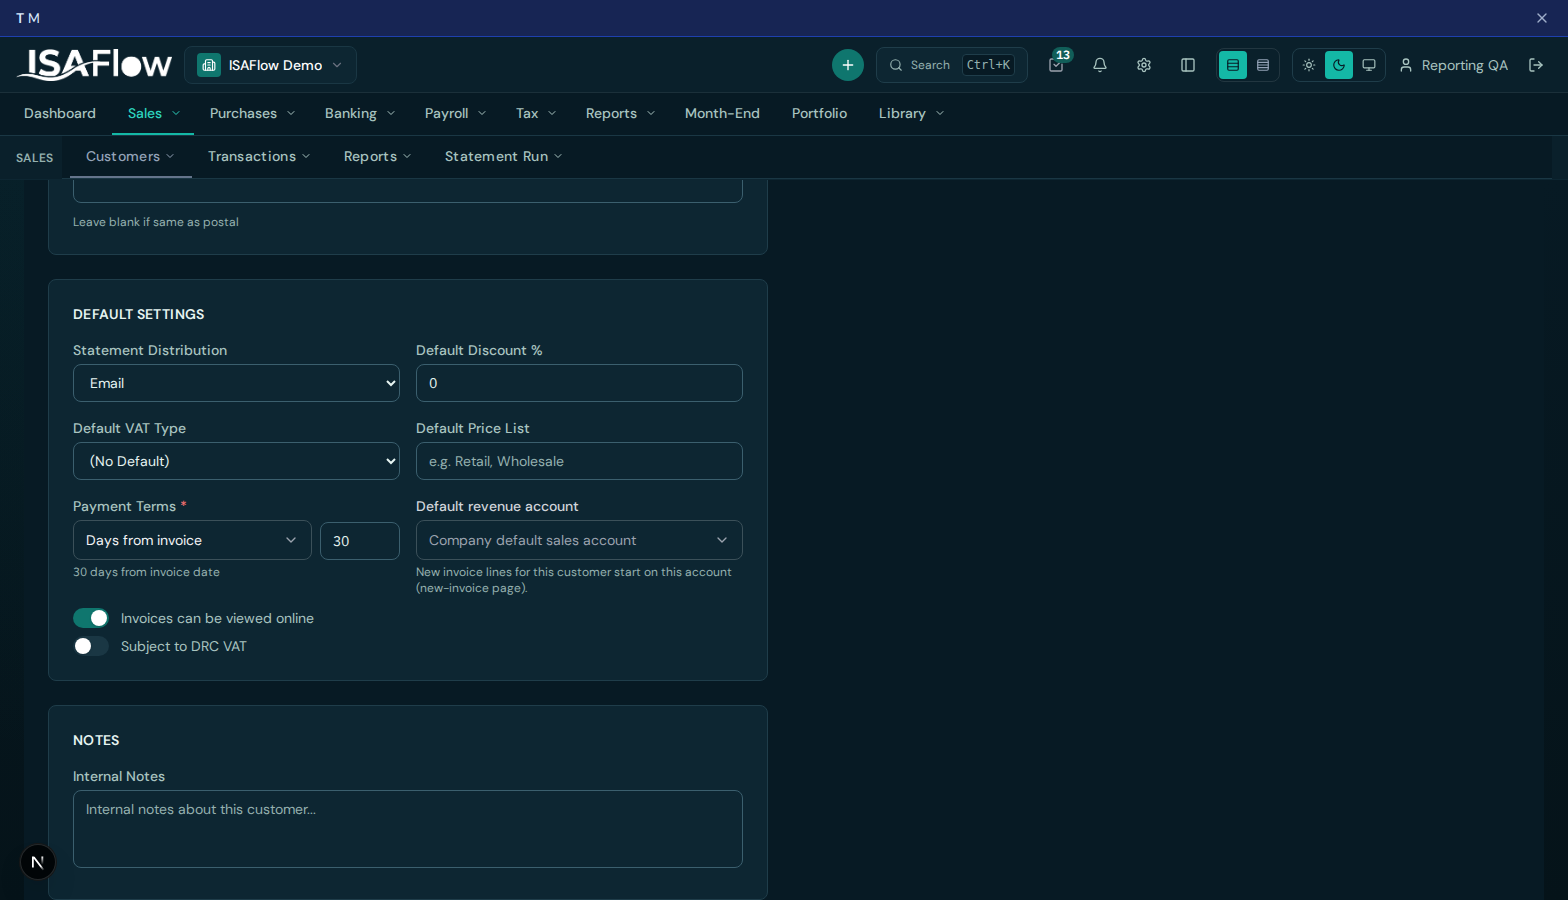 T M
ISAFlow
ISAFlow Demo
Search Ctrl+K
13
Reporting QA
Dashboard Sales Purchases Banking Payroll Tax Reports Month-End Portfolio Library
SALES Customers Transactions Reports Statement Run
Leave blank if same as postal
DEFAULT SETTINGS
Statement Distribution
Default Discount %
Email
0
Default VAT Type
Default Price List
(No Default)
e.g. Retail, Wholesale
Payment Terms *
Default revenue account
Days from invoice
30
Company default sales account
30 days from invoice date
New invoice lines for this customer start on this account
(new-invoice page).
Invoices can be viewed online
Subject to DRC VAT
NOTES
Internal Notes
Internal notes about this customer...
N